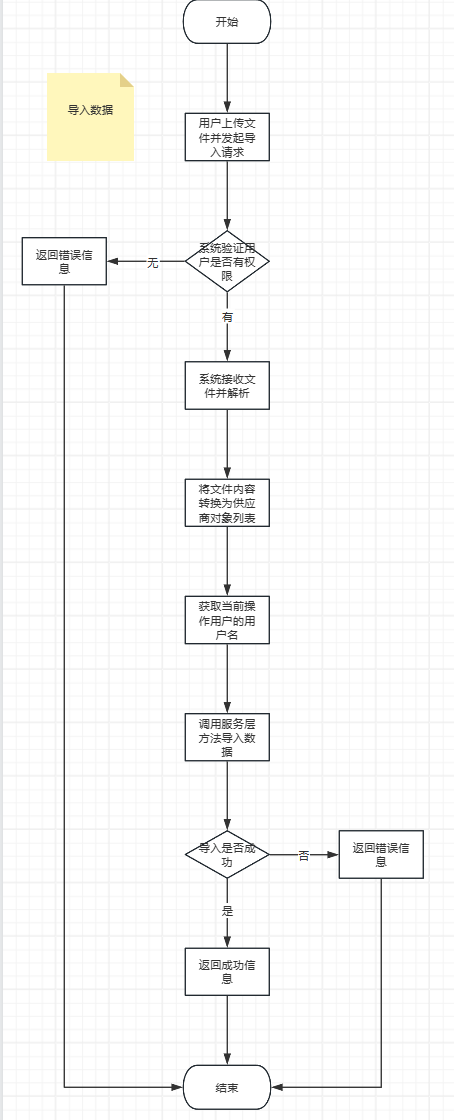 开始
导入数据
用户上传文
件并发起导
入请求
系统验证用
户是否有权
限
无
返回错误信
息
有
系统接收文
件并解析
将文件内容
转换为供应
商对象列表
获取当前操
作用户的用
户名
调用服务层
方法导入数
据
导入是否成
功
否
返回错误信
息
是
返回成功信
息
结束